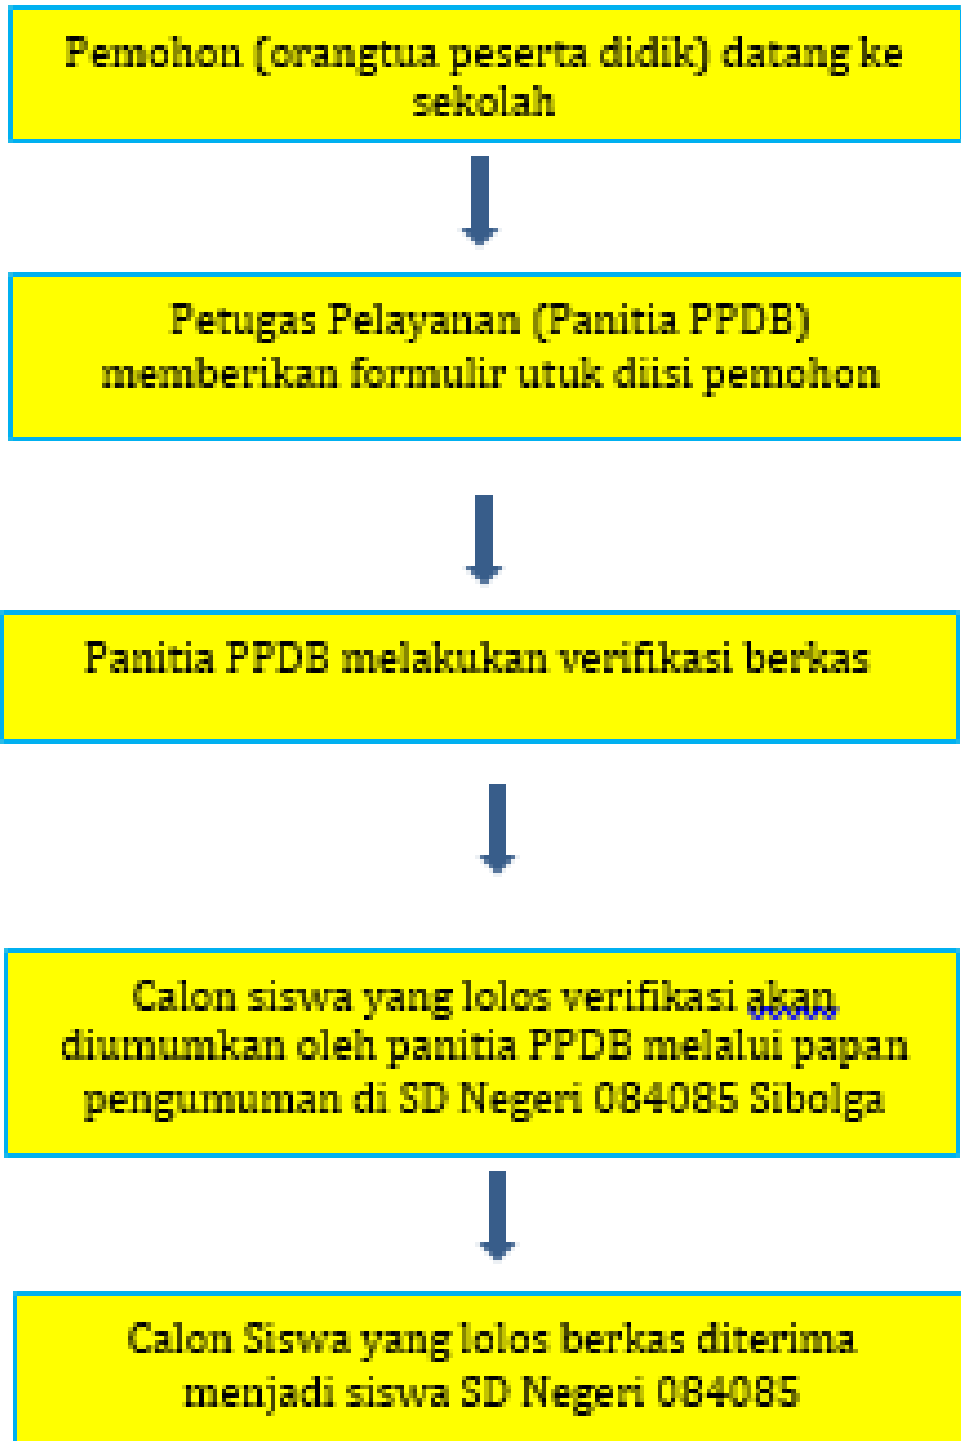 Pemohon (orangtua peserta didik) datang ke
sekolah
Petugas Pelayanan (Panitia PPDB)
memberikan formulir utuk diisi pemohon
Panitia PPDB melakukan verifikasi berkas
Calon siswa yang lolos verifikasi akan
diumumkan oleh panitia PPDB melalui papan
pengumuman di SD Negeri 084085 Sibolga
Calon Siswa yang lolos berkas diterima
menjadi siswa SD Negeri 084085